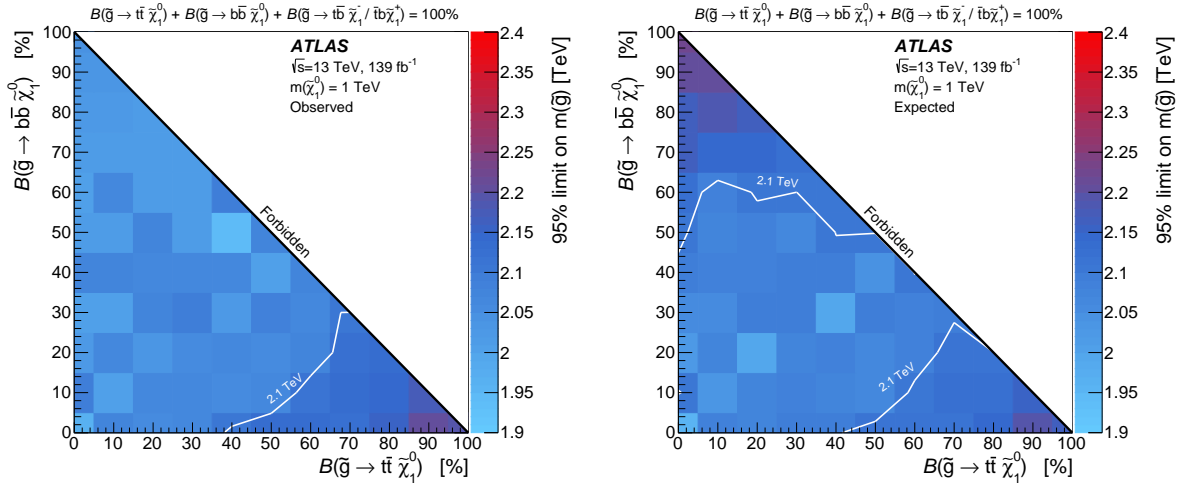 B(g̃ → tt̄ χ̃₁⁰) + B(g̃ → bb̄ χ̃₁⁰) + B(g̃ → tb̄ χ̃₁⁻ / t̄bχ̃₁⁺) = 100%
B(g̃ → bb̄ χ̃₁⁰) [%]
100
90
80
70
60
50
40
30
20
10
0
ATLAS
√s=13 TeV, 139 fb⁻¹
m(χ̃₁⁰) = 1 TeV
Observed
Forbidden
2.1 TeV
0 10 20 30 40 50 60 70 80 90 100
B(g̃ → tt̄ χ̃₁⁰) [%]
2.4
2.35
2.3
2.25
2.2
2.15
2.1
2.05
2
1.95
1.9
95% limit on m(g̃) [TeV]
B(g̃ → tt̄ χ̃₁⁰) + B(g̃ → bb̄ χ̃₁⁰) + B(g̃ → tb̄ χ̃₁⁻ / t̄bχ̃₁⁺) = 100%
B(g̃ → bb̄ χ̃₁⁰) [%]
100
90
80
70
60
50
40
30
20
10
0
ATLAS
√s=13 TeV, 139 fb⁻¹
m(χ̃₁⁰) = 1 TeV
Expected
2.1 TeV
Forbidden
2.1 TeV
0 10 20 30 40 50 60 70 80 90 100
B(g̃ → tt̄ χ̃₁⁰) [%]
2.4
2.35
2.3
2.25
2.2
2.15
2.1
2.05
2
1.95
1.9
95% limit on m(g̃) [TeV]